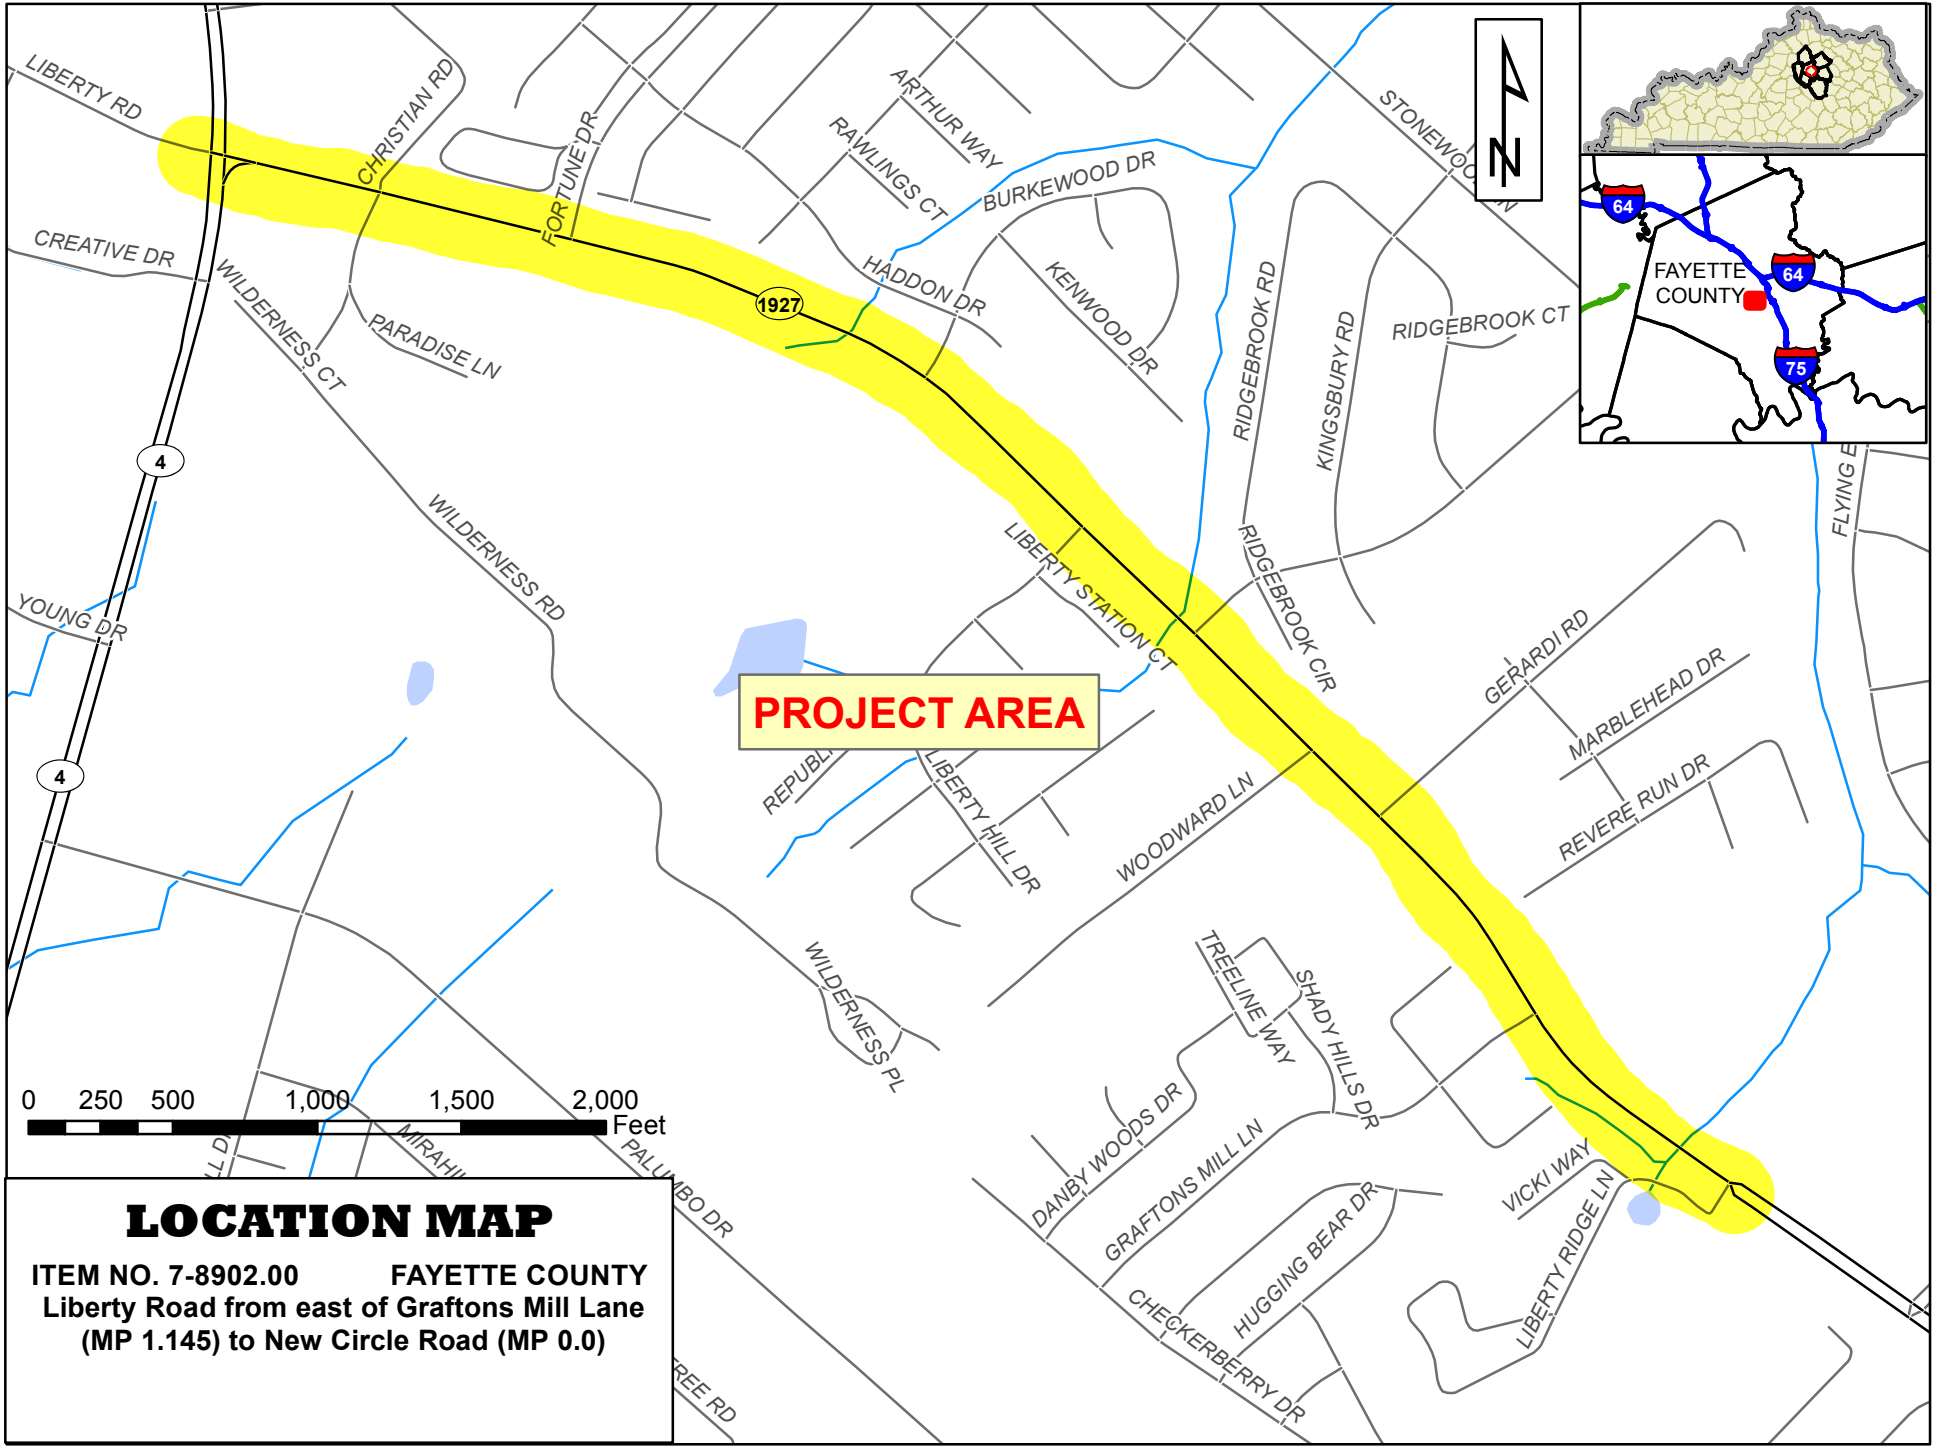 LIBERTY RD
CHRISTIAN RD
FORTUNE DR
ARTHUR WAY
RAWLINGS CT
BURKEWOOD DR
STONEWOO
N
N
64
FAYETTE
COUNTY
64
75
CREATIVE DR
WILDERNESS CT
PARADISE LN
1927
HADDON DR
KENWOOD DR
RIDGEBROOK RD
KINGSBURY RD
RIDGEBROOK CT
4
WILDERNESS RD
LIBERTY STATION CT
RIDGEBROOK CIR
FLYING E
YOUNG DR
PROJECT AREA
GERARDI RD
MARBLEHEAD DR
REVERE RUN DR
4
REPUBLI
LIBERTY HILL DR
WOODWARD LN
WILDERNESS PL
TREELINE WAY
SHADY HILLS DR
DANBY WOODS DR
GRAFTONS MILL LN
HUGGING BEAR DR
VICKI WAY
LIBERTY RIDGE LN
CHECKERBERRY DR
0 250 500 1,000 1,500 2,000
Feet
LL D
MIRAHI
PALUMBO DR
REE RD
LOCATION MAP
ITEM NO. 7-8902.00 FAYETTE COUNTY
Liberty Road from east of Graftons Mill Lane
(MP 1.145) to New Circle Road (MP 0.0)